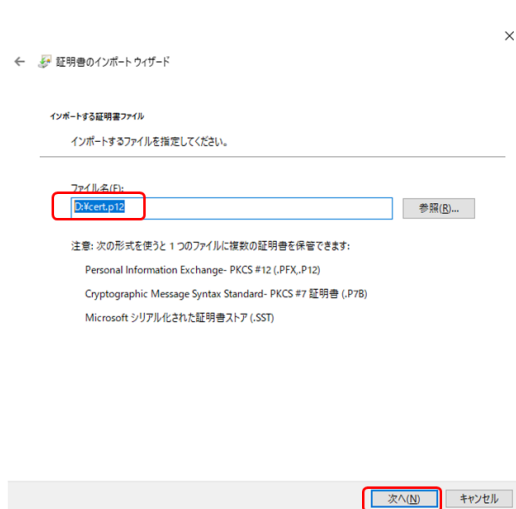 証明書のインポート ウィザード
インポートする証明書ファイル
インポートするファイルを指定してください。
ファイル名(F):
D:¥cert.p12
参照(R)...
注意: 次の形式を使うと 1 つのファイルに複数の証明書を保管できます:
Personal Information Exchange- PKCS #12 (.PFX,.P12)
Cryptographic Message Syntax Standard- PKCS #7 証明書 (.P7B)
Microsoft シリアル化された証明書ストア (.SST)
次へ(N)
キャンセル